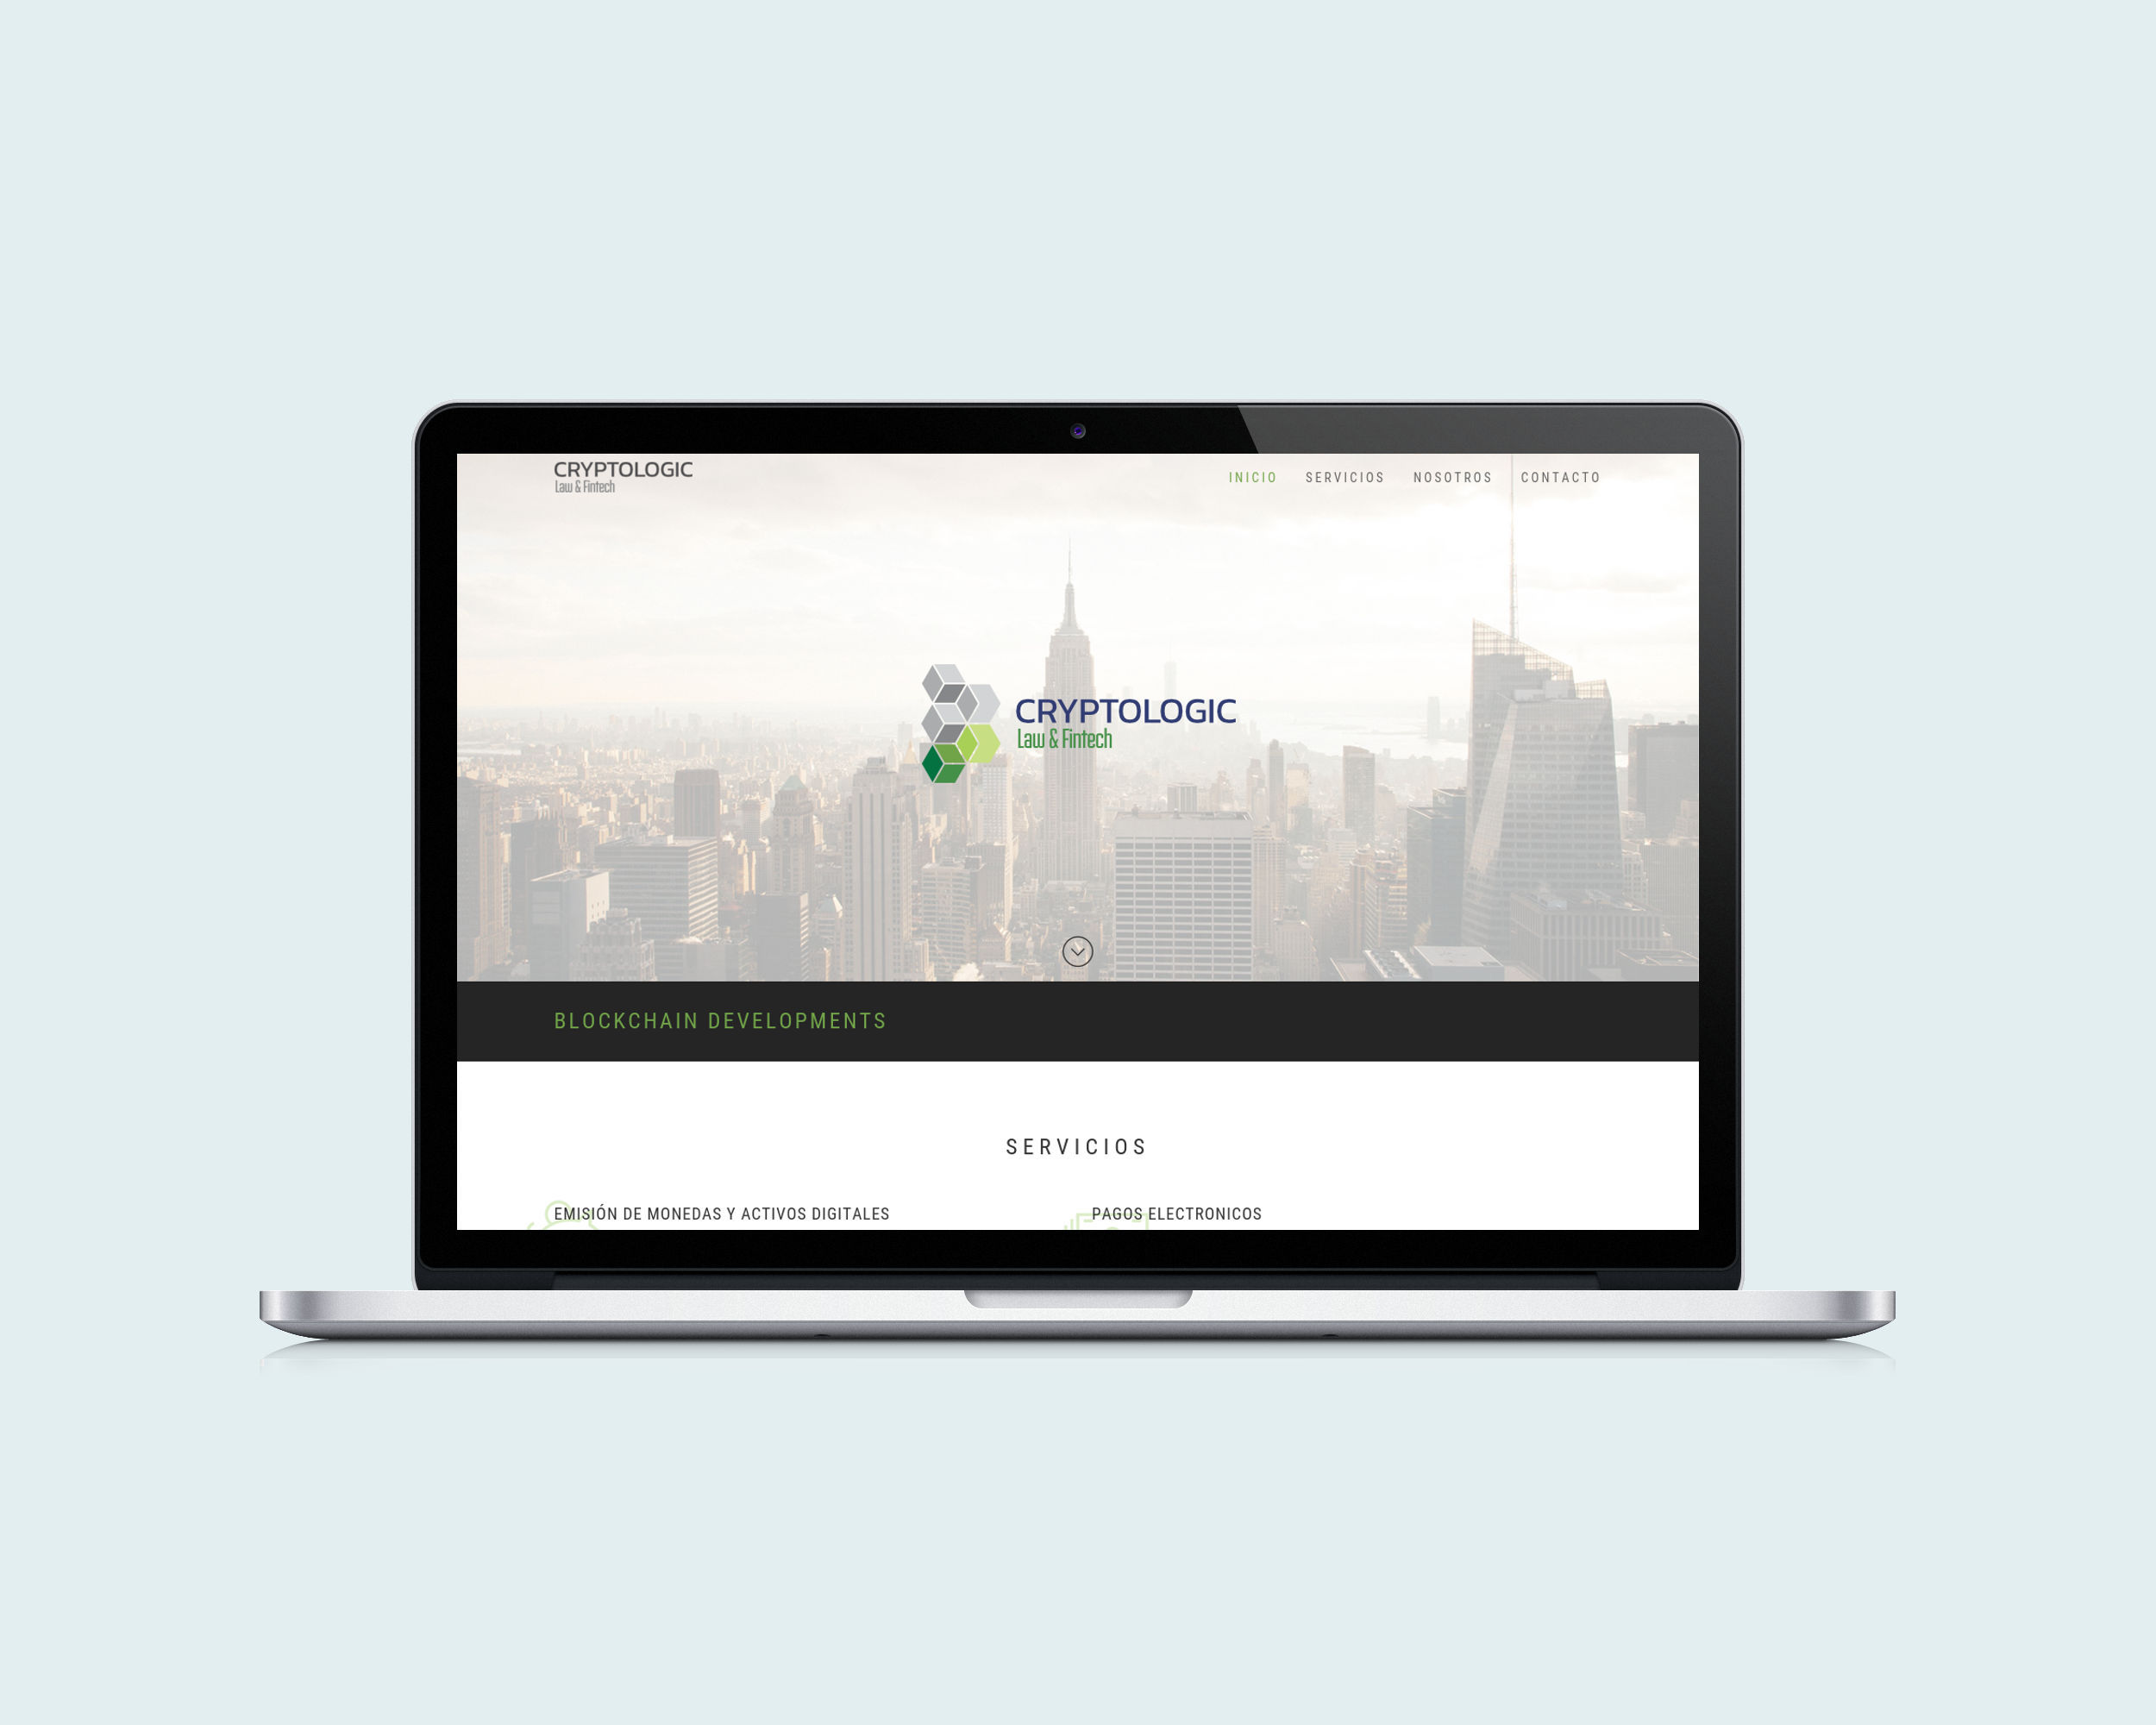 CRYPTOLOGIC
Law & Fintech
INICIO SERVICIOS NOSOTROS CONTACTO
CRYPTOLOGIC
Law & Fintech
BLOCKCHAIN DEVELOPMENTS
SERVICIOS
EMISIÓN DE MONEDAS Y ACTIVOS DIGITALES
PAGOS ELECTRONICOS